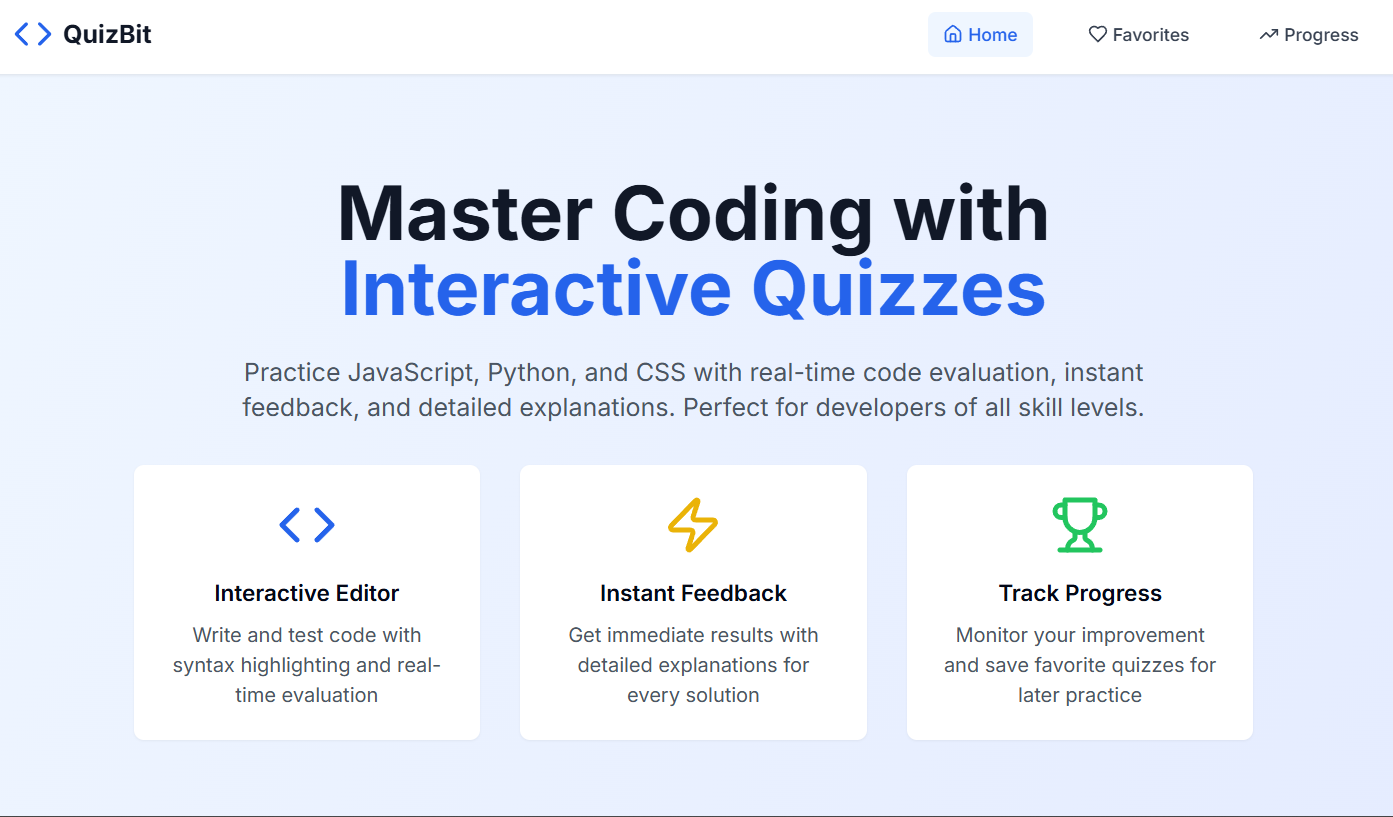 QuizBit
Home
Favorites
Progress
Master Coding with
Interactive Quizzes
Practice JavaScript, Python, and CSS with real-time code evaluation, instant
feedback, and detailed explanations. Perfect for developers of all skill levels.
Interactive Editor
Write and test code with
syntax highlighting and real-
time evaluation
Instant Feedback
Get immediate results with
detailed explanations for
every solution
Track Progress
Monitor your improvement
and save favorite quizzes for
later practice